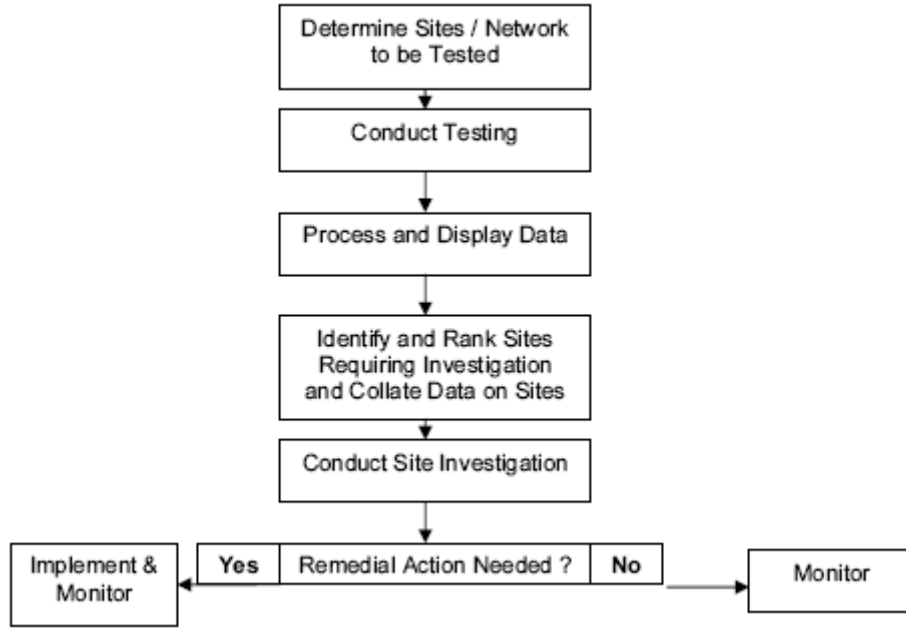 Determine Sites / Network
to be Tested
Conduct Testing
Process and Display Data
Identify and Rank Sites
Requiring Investigation
and Collate Data on Sites
Conduct Site Investigation
Implement &
Monitor
Yes
Remedial Action Needed ?
No
Monitor